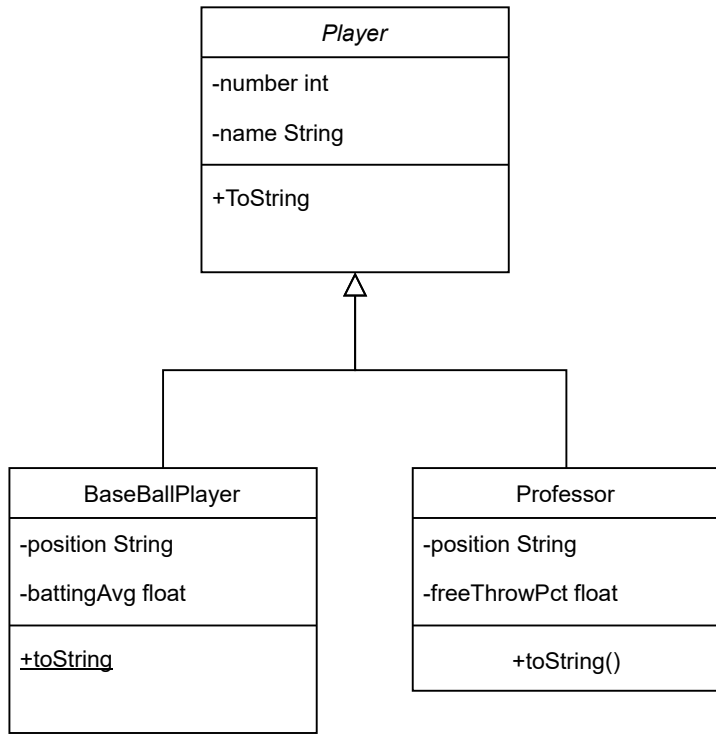 Player
-number int
-name String
+ToString
BaseBallPlayer
-position String
-battingAvg float
+toString
Professor
-position String
-freeThrowPct float
+toString()